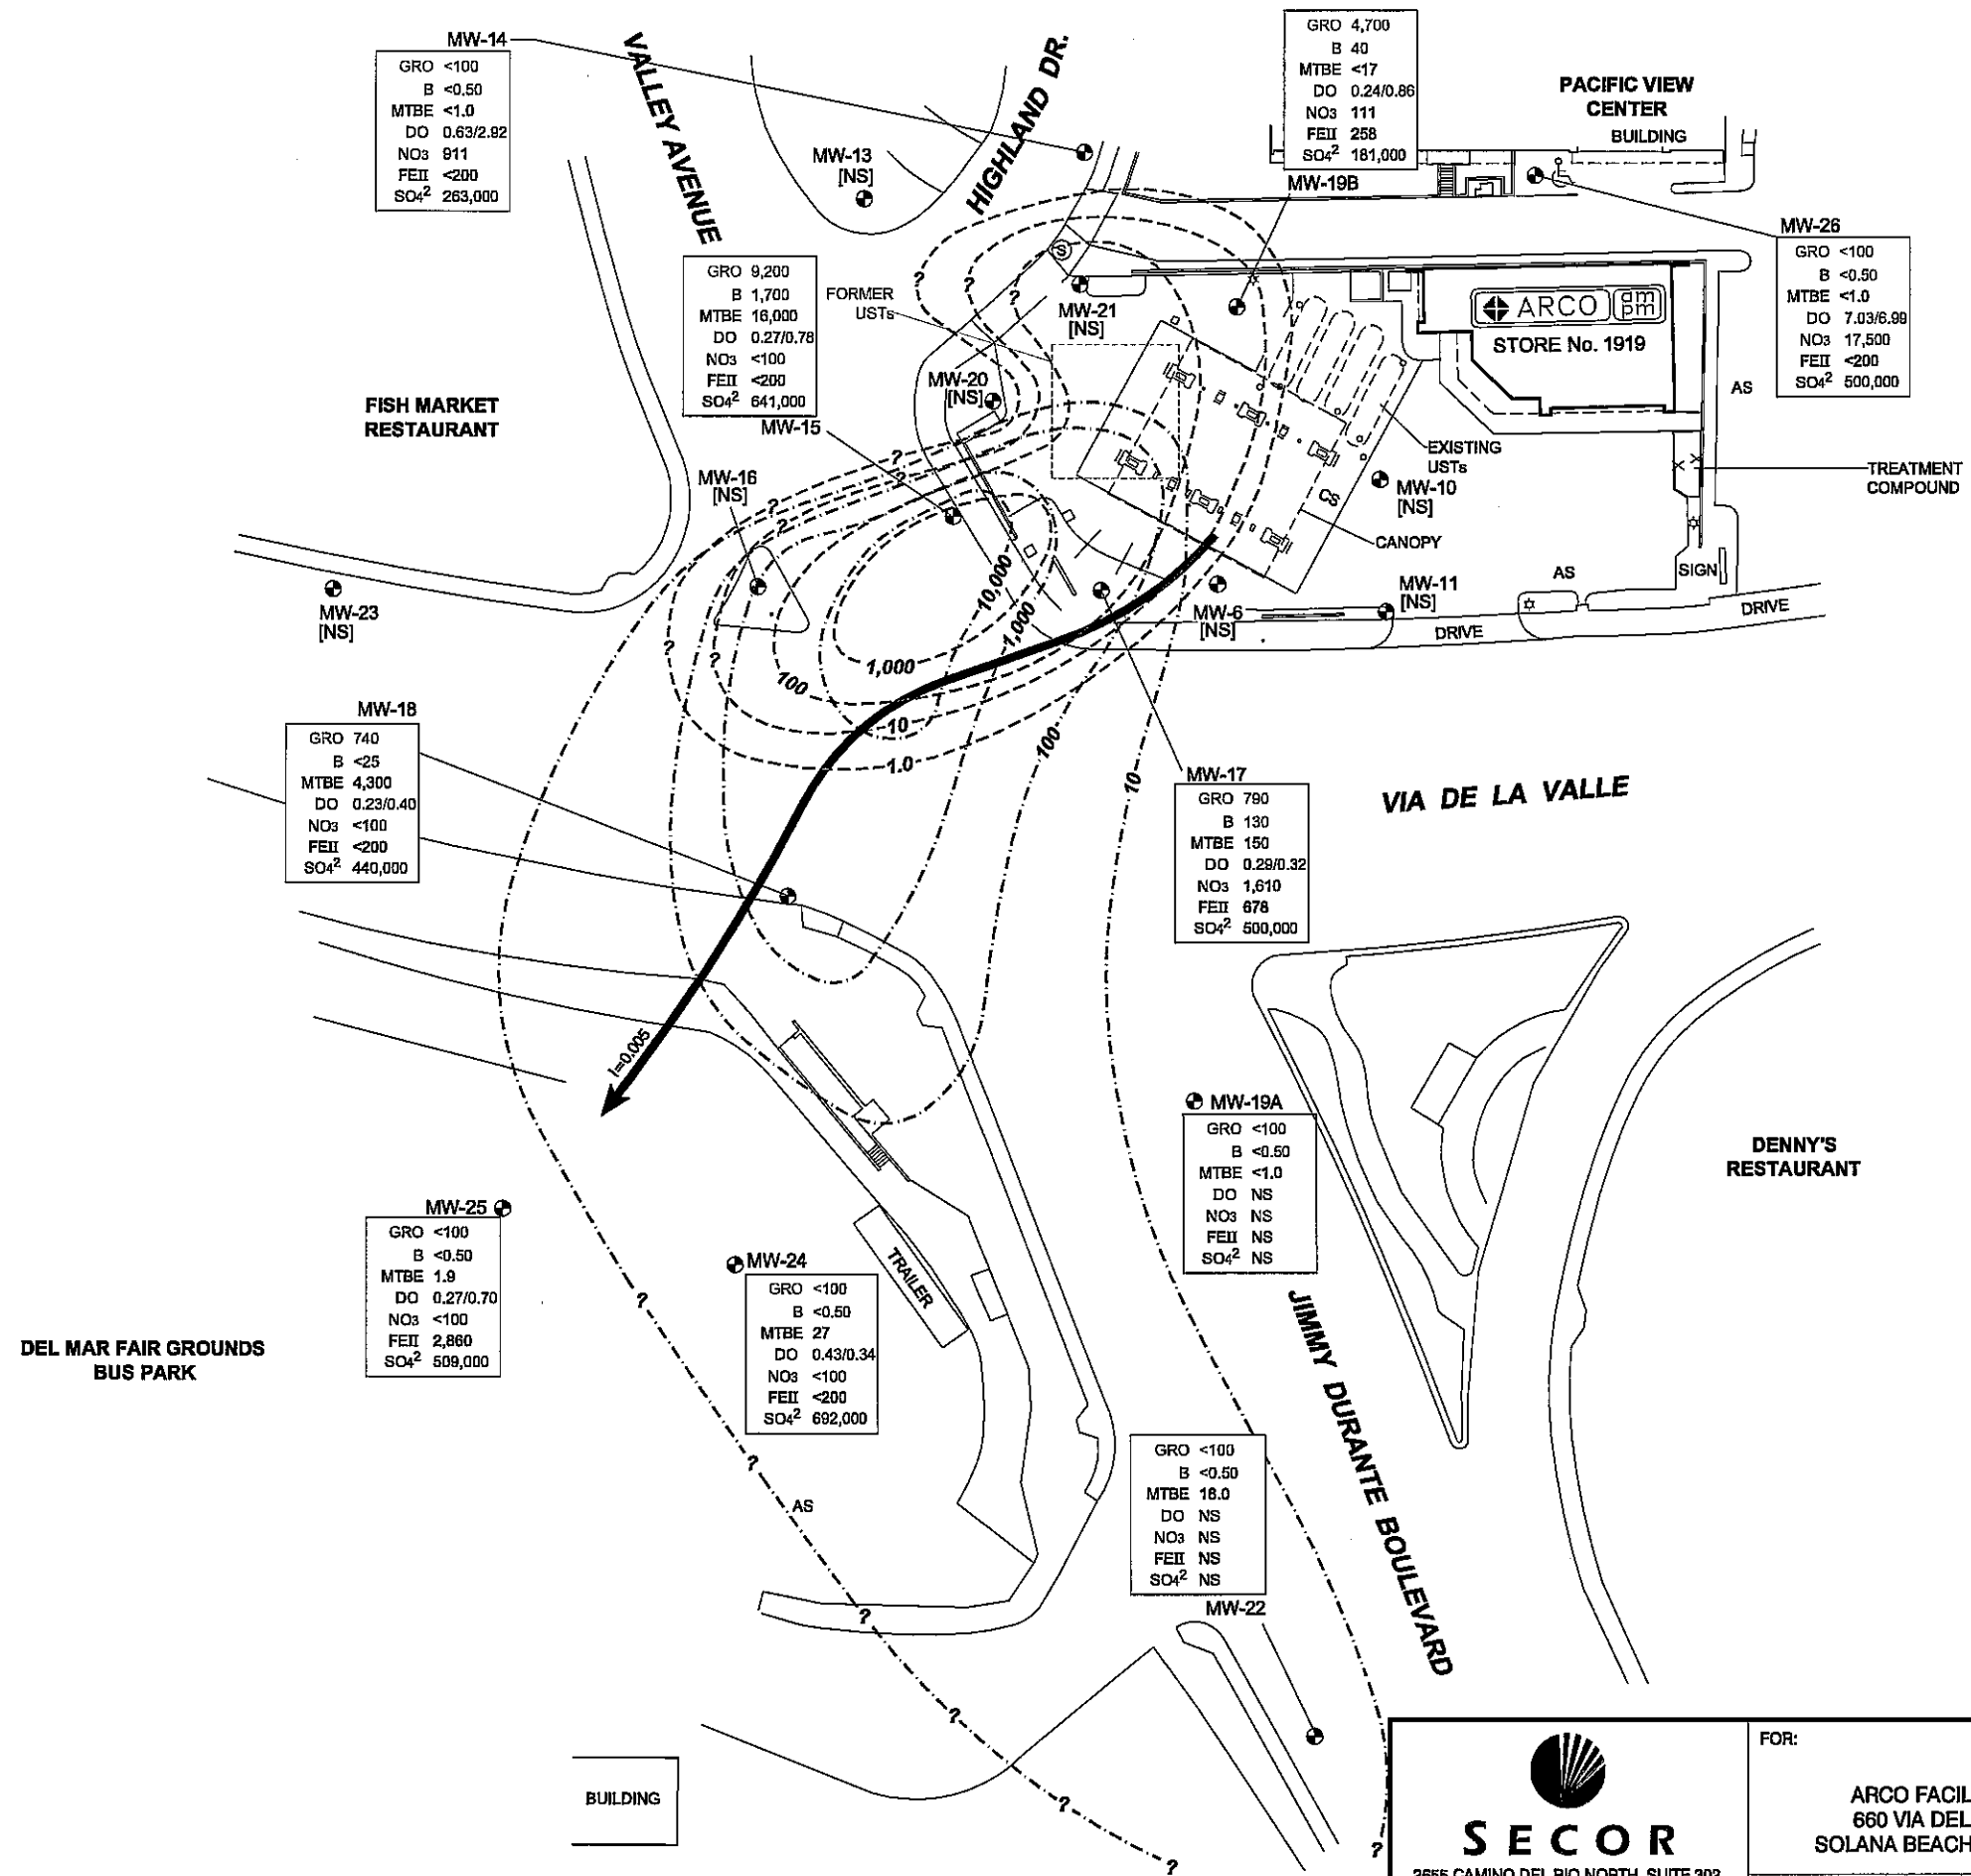 MW-14
GRO <100
B <0.50
MTBE <1.0
DO 0.63/2.92
NO3 911
FEII <200
SO4² 263,000
VALLEY AVENUE
HIGHLAND DR.
MW-13
[NS]
GRO 4,700
B 40
MTBE <17
DO 0.24/0.86
NO3 111
FEII 258
SO4² 181,000
MW-19B
PACIFIC VIEW
CENTER
BUILDING
MW-26
GRO <100
B <0.50
MTBE <1.0
DO 7.03/6.99
NO3 17,500
FEII <200
SO4² 500,000
GRO 9,200
B 1,700
MTBE 16,000
DO 0.27/0.78
NO3 <100
FEII <200
SO4² 641,000
MW-15
FORMER
USTs
S
MW-21
[NS]
MW-20
[NS]
ARCO am pm
STORE No. 1919
AS
FISH MARKET
RESTAURANT
MW-16
[NS]
EXISTING
USTs
CS
MW-10
[NS]
CANOPY
TREATMENT
COMPOUND
MW-23
[NS]
MW-6
[NS]
MW-11
[NS]
AS
SIGN
DRIVE
DRIVE
10,000
1,000
1,000
100
10
1.0
100
10
MW-18
GRO 740
B <25
MTBE 4,300
DO 0.23/0.40
NO3 <100
FEII <200
SO4² 440,000
MW-17
GRO 790
B 130
MTBE 150
DO 0.29/0.32
NO3 1,610
FEII 678
SO4² 500,000
VIA DE LA VALLE
I=0.005
MW-19A
GRO <100
B <0.50
MTBE <1.0
DO NS
NO3 NS
FEII NS
SO4² NS
DENNY'S
RESTAURANT
MW-25
GRO <100
B <0.50
MTBE 1.9
DO 0.27/0.70
NO3 <100
FEII 2,860
SO4² 509,000
MW-24
GRO <100
B <0.50
MTBE 27
DO 0.43/0.34
NO3 <100
FEII <200
SO4² 692,000
TRAILER
DEL MAR FAIR GROUNDS
BUS PARK
JIMMY DURANTE BOULEVARD
GRO <100
B <0.50
MTBE 18.0
DO NS
NO3 NS
FEII NS
SO4² NS
MW-22
AS
BUILDING
SECOR
2655 CAMINO DEL RIO NORTH, SUITE 302
FOR:
ARCO FACIL
660 VIA DEL
SOLANA BEACH